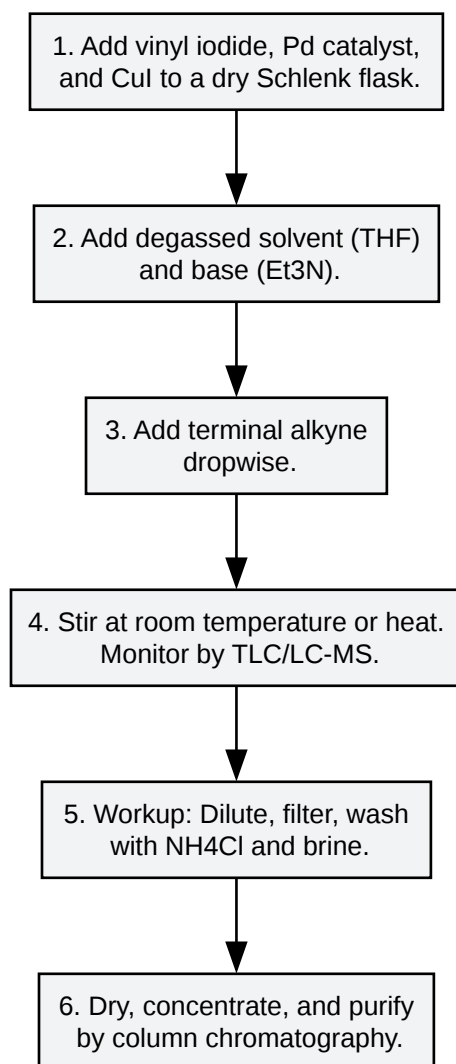 1. Add vinyl iodide, Pd catalyst,
and CuI to a dry Schlenk flask.
2. Add degassed solvent (THF)
and base (Et3N).
3. Add terminal alkyne
dropwise.
4. Stir at room temperature or heat.
Monitor by TLC/LC-MS.
5. Workup: Dilute, filter, wash
with NH4Cl and brine.
6. Dry, concentrate, and purify
by column chromatography.